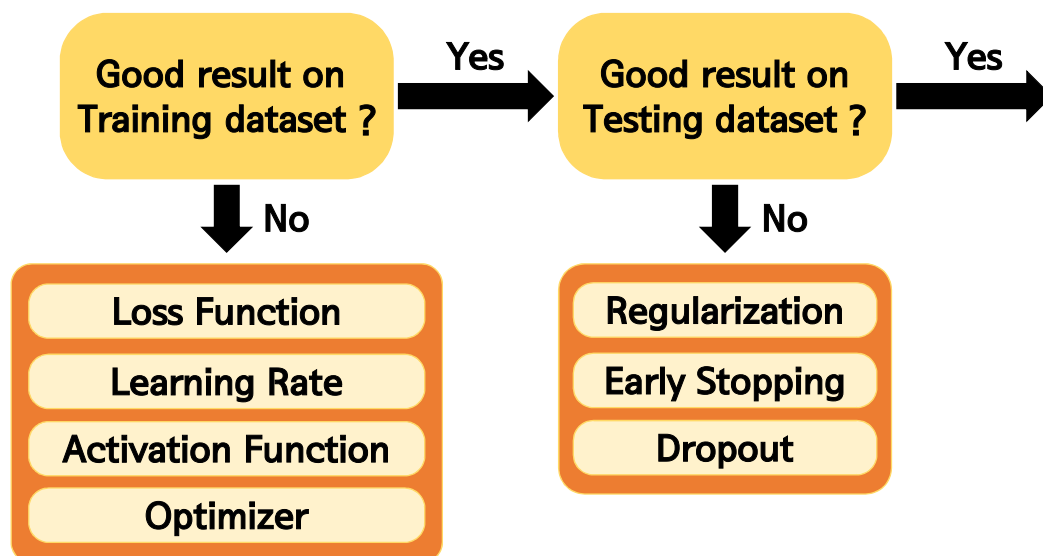 Good result on
Training dataset ?
Yes
Good result on
Testing dataset ?
Yes
No
No
Loss Function
Learning Rate
Activation Function
Optimizer
Regularization
Early Stopping
Dropout